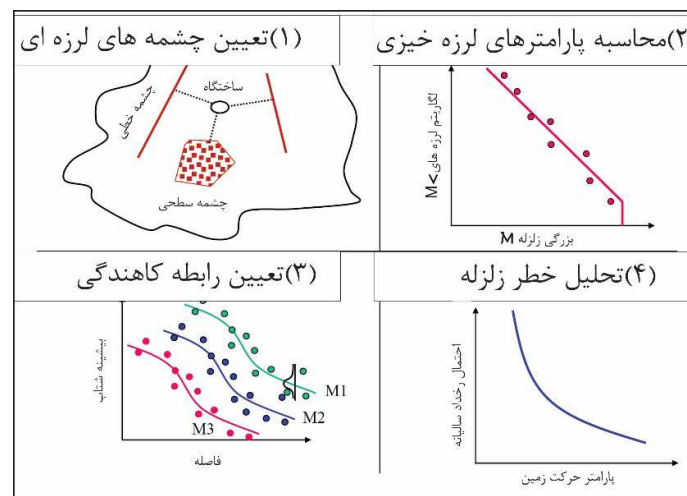 (۱)تعیین چشمه های لرزه ای
ساختگاه
چشمه خطی
چشمه سطحی
(۲)محاسبه پارامترهای لرزه خیزی
لگاریتم لرزه های>M
بزرگی زلزله M
(۳)تعیین رابطه کاهندگی
بیشینه شتاب
M1
M2
M3
فاصله
(۴)تحلیل خطر زلزله
احتمال رخداد سالیانه
پارامتر حرکت زمین